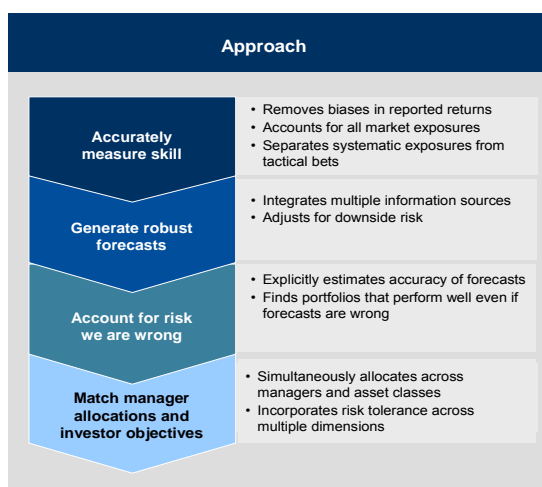 Approach
Accurately
measure skill
• Removes biases in reported returns
• Accounts for all market exposures
• Separates systematic exposures from
tactical bets
Generate robust
forecasts
• Integrates multiple information sources
• Adjusts for downside risk
Account for risk
we are wrong
• Explicitly estimates accuracy of forecasts
• Finds portfolios that perform well even if
forecasts are wrong
Match manager
allocations and
investor objectives
• Simultaneously allocates across
managers and asset classes
• Incorporates risk tolerance across
multiple dimensions